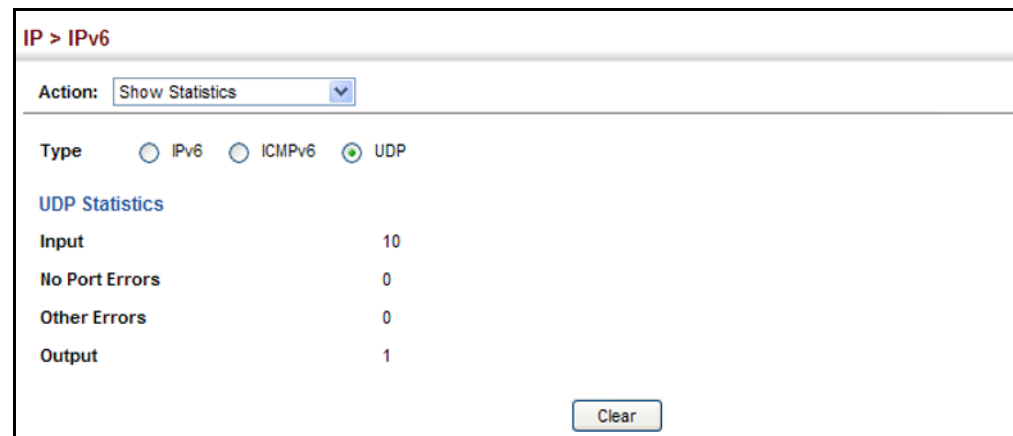 IP > IPv6
Action: Show Statistics
Type IPv6 ICMPv6 UDP
UDP Statistics
Input 10
No Port Errors 0
Other Errors 0
Output 1
Clear